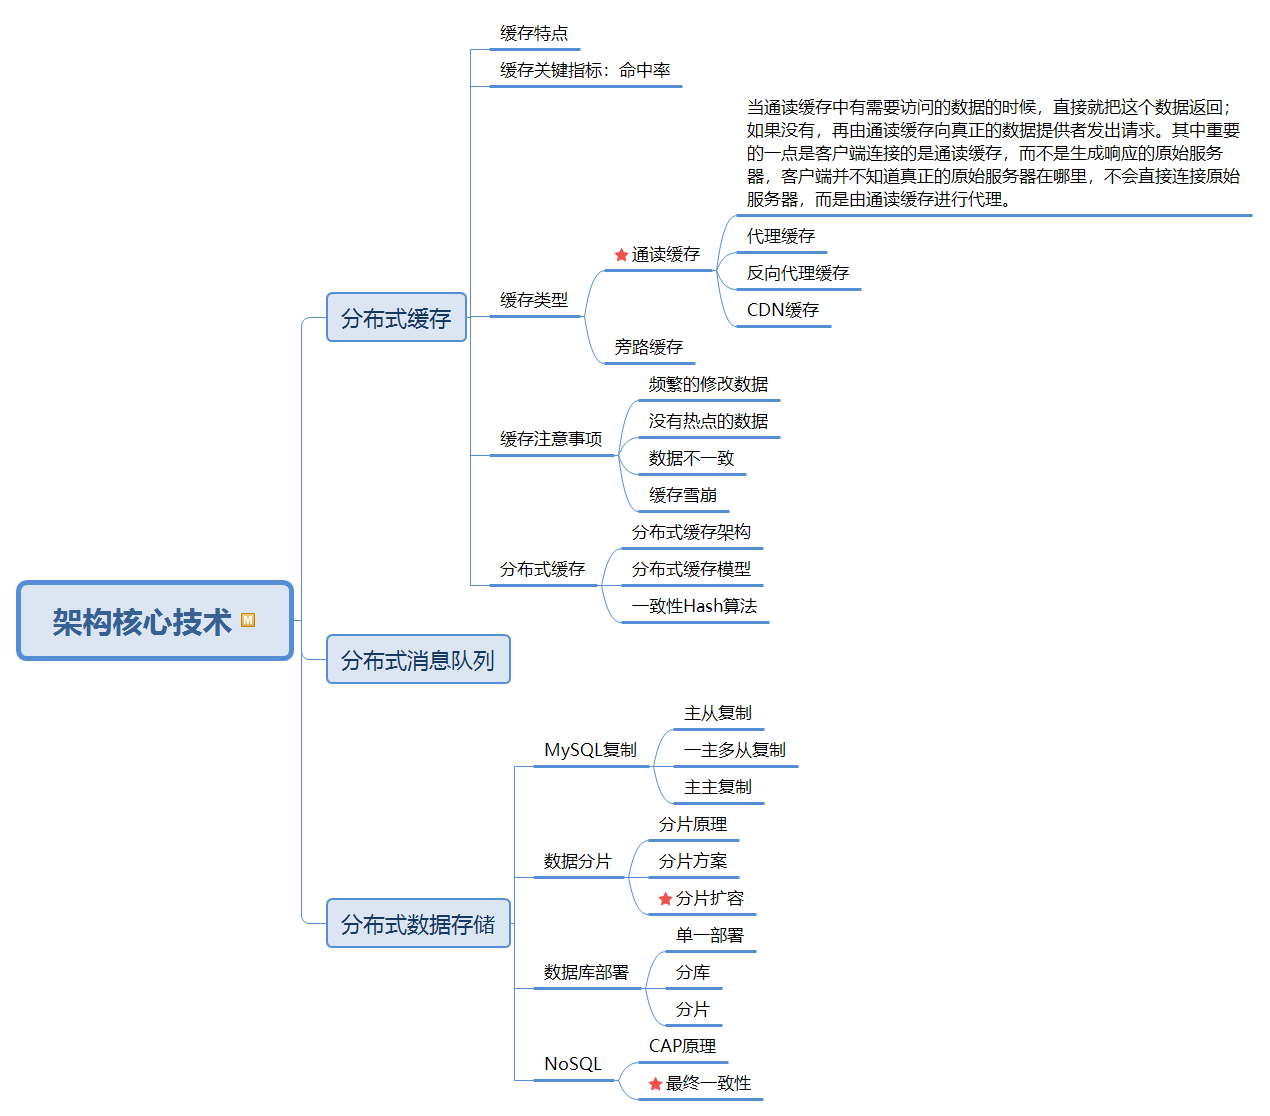 缓存特点
缓存关键指标：命中率
当通读缓存中有需要访问的数据的时候，直接就把这个数据返回；
如果没有，再由通读缓存向真正的数据提供者发出请求。其中重要
的一点是客户端连接的是通读缓存，而不是生成响应的原始服务
器，客户端并不知道真正的原始服务器在哪里，不会直接连接原始
服务器，而是由通读缓存进行代理。
代理缓存
通读缓存
反向代理缓存
缓存类型
CDN缓存
分布式缓存
旁路缓存
频繁的修改数据
没有热点的数据
缓存注意事项
数据不一致
缓存雪崩
分布式缓存架构
分布式缓存
分布式缓存模型
一致性Hash算法
架构核心技术 M
分布式消息队列
主从复制
MySQL复制
一主多从复制
主主复制
分片原理
数据分片
分片方案
分片扩容
分布式数据存储
单一部署
数据库部署
分库
分片
CAP原理
NoSQL
最终一致性